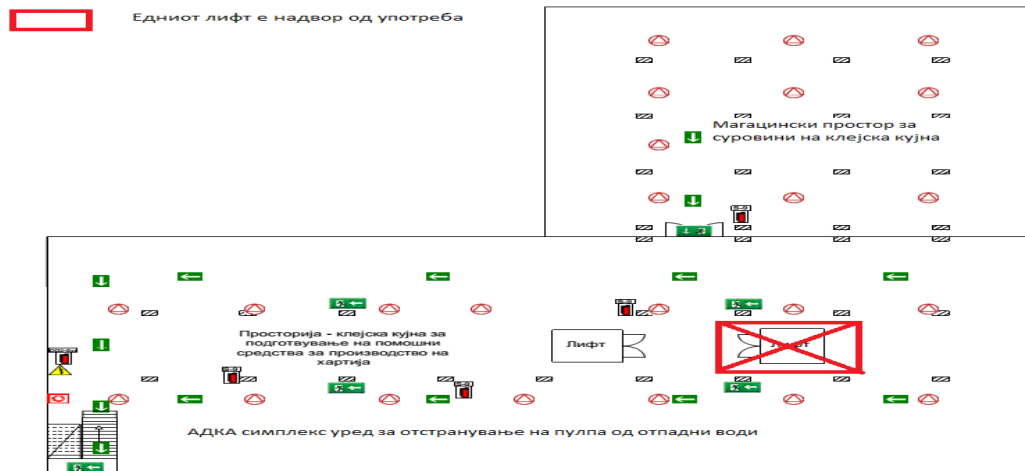 Едниот лифт е надвор од употреба
Магацински простор за
суровини на клејска кујна
Просторија - клејска кујна за
подготвување на помошни
средства за производство на
хартија
Лифт
Лифт
АДКА симплекс уред за отстранување на пулпа од отпадни води